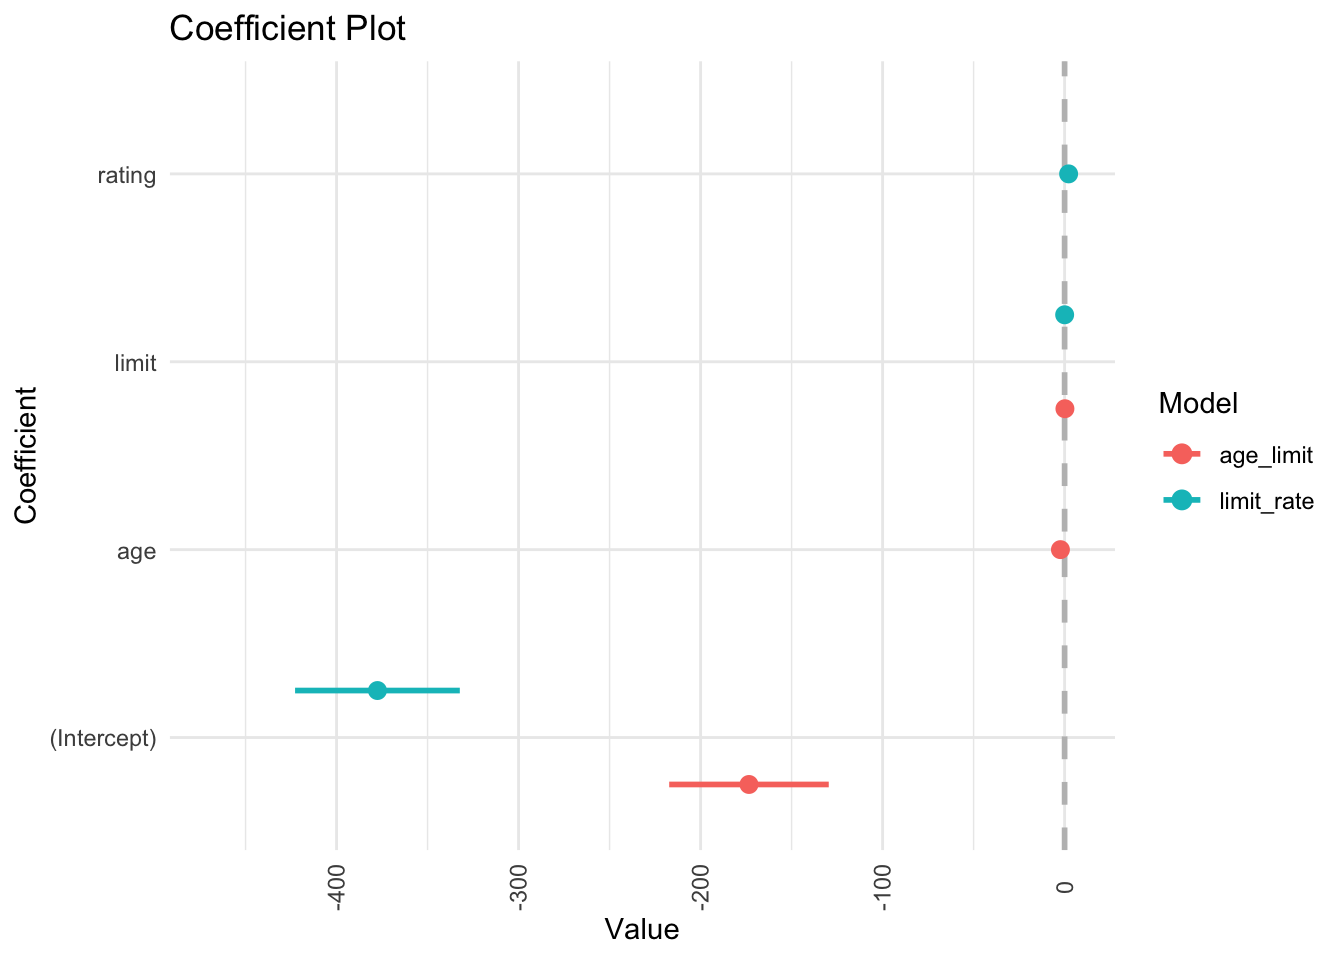 Coefficient Plot
rating
limit
age
(Intercept)
Coefficient
-400
-300
-200
-100
0
Value
Model
age_limit
limit_rate